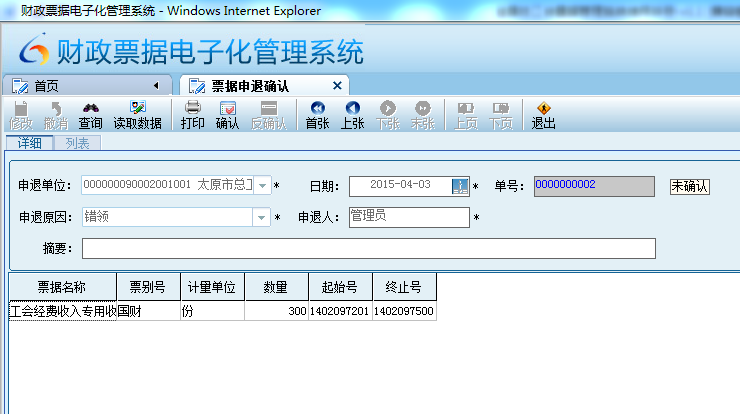 财政票据电子化管理系统 - Windows Internet Explorer
财政票据电子化管理系统
首页 票据申退确认
修改 撤消 查询 读取数据 打印 确认 反确认 首张 上张 下张 末张 上页 下页 退出
详细 列表
申退单位: 000000090002001001 太原市总工 * 日期: 2015-04-03 * 单号: 0000000002 未确认
申退原因: 错领 * 申退人: 管理员 *
摘要:
票据名称 票别号 计量单位 数量 起始号 终止号
工会经费收入专用收 国财 份 300 1402097201 1402097500